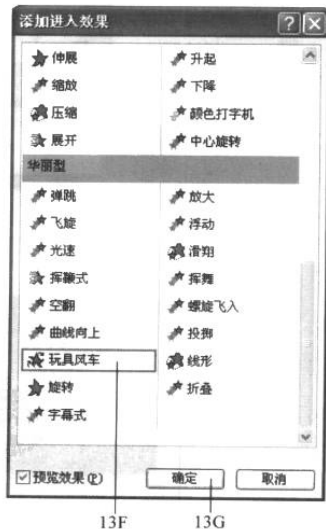 添加进入效果
伸展 升起
缩放 下降
压缩 颜色打字机
展开 中心旋转
华丽型
弹跳 放大
飞旋 浮动
光速 滑翔
挥鞭式 挥舞
空翻 螺旋飞入
曲线向上 投掷
玩具风车 线形
旋转 折叠
字幕式
预览效果(P) 确定 取消
13F 13G